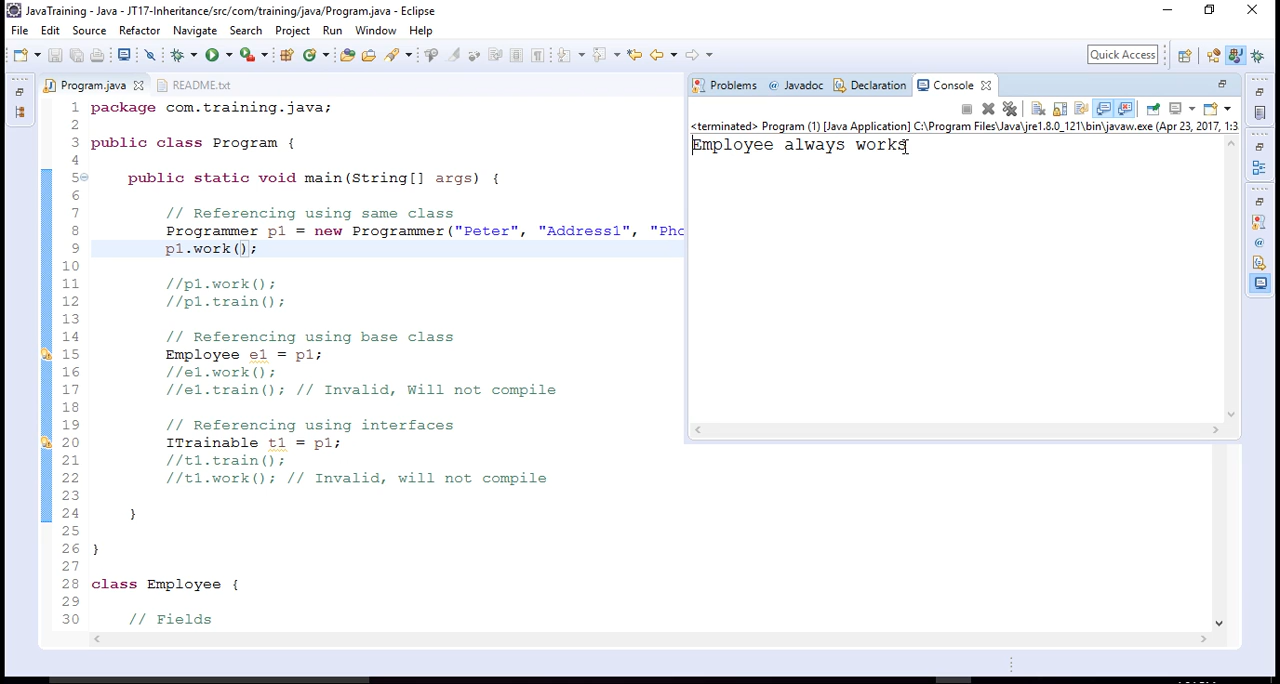 JavaTraining - Java - JT17-Inheritance/src/com/training/java/Program.java - Eclipse
File Edit Source Refactor Navigate Search Project Run Window Help
Quick Access
Program.java README.txt
Problems @ Javadoc Declaration Console
<terminated> Program (1) [Java Application] C:\Program Files\Java\jre1.8.0_121\bin\javaw.exe (Apr 23, 2017, 1:3
Employee always works
1 package com.training.java;
2
3 public class Program {
4
5 public static void main(String[] args) {
6
7 // Referencing using same class
8 Programmer p1 = new Programmer("Peter", "Address1", "Pho
9 p1.work();
10
11 //p1.work();
12 //p1.train();
13
14 // Referencing using base class
15 Employee e1 = p1;
16 //e1.work();
17 //e1.train(); // Invalid, Will not compile
18
19 // Referencing using interfaces
20 ITrainable t1 = p1;
21 //t1.train();
22 //t1.work(); // Invalid, will not compile
23
24 }
25
26 }
27
28 class Employee {
29
30 // Fields